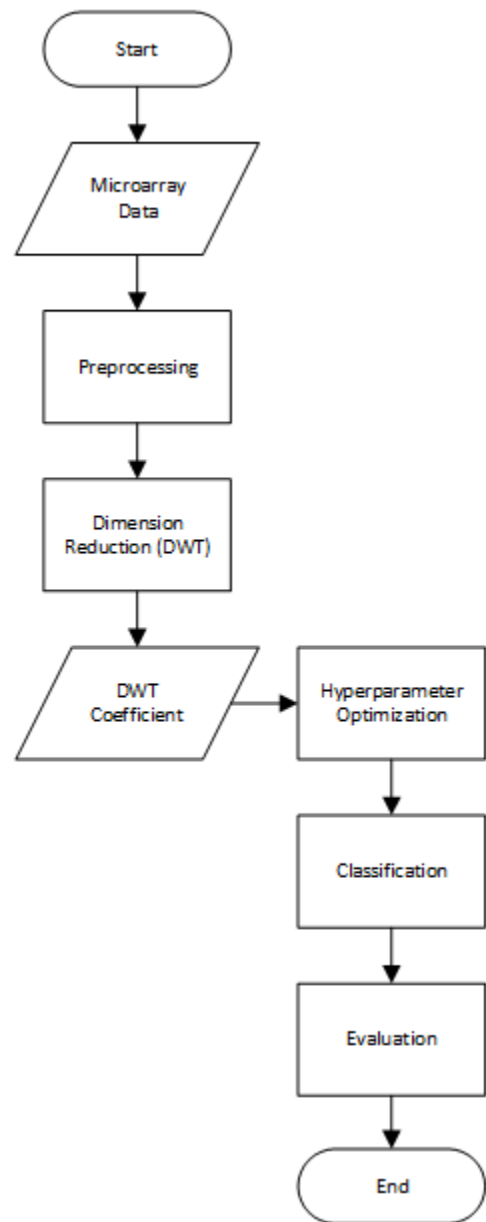 Start
Microarray
Data
Preprocessing
Dimension
Reduction (DWT)
DWT
Coefficient
Hyperparameter
Optimization
Classification
Evaluation
End